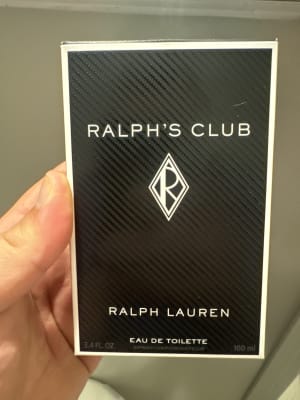 RALPH'S CLUB
R
RALPH LAUREN
EAU DE TOILETTE
3.4 FL. OZ 100 ml